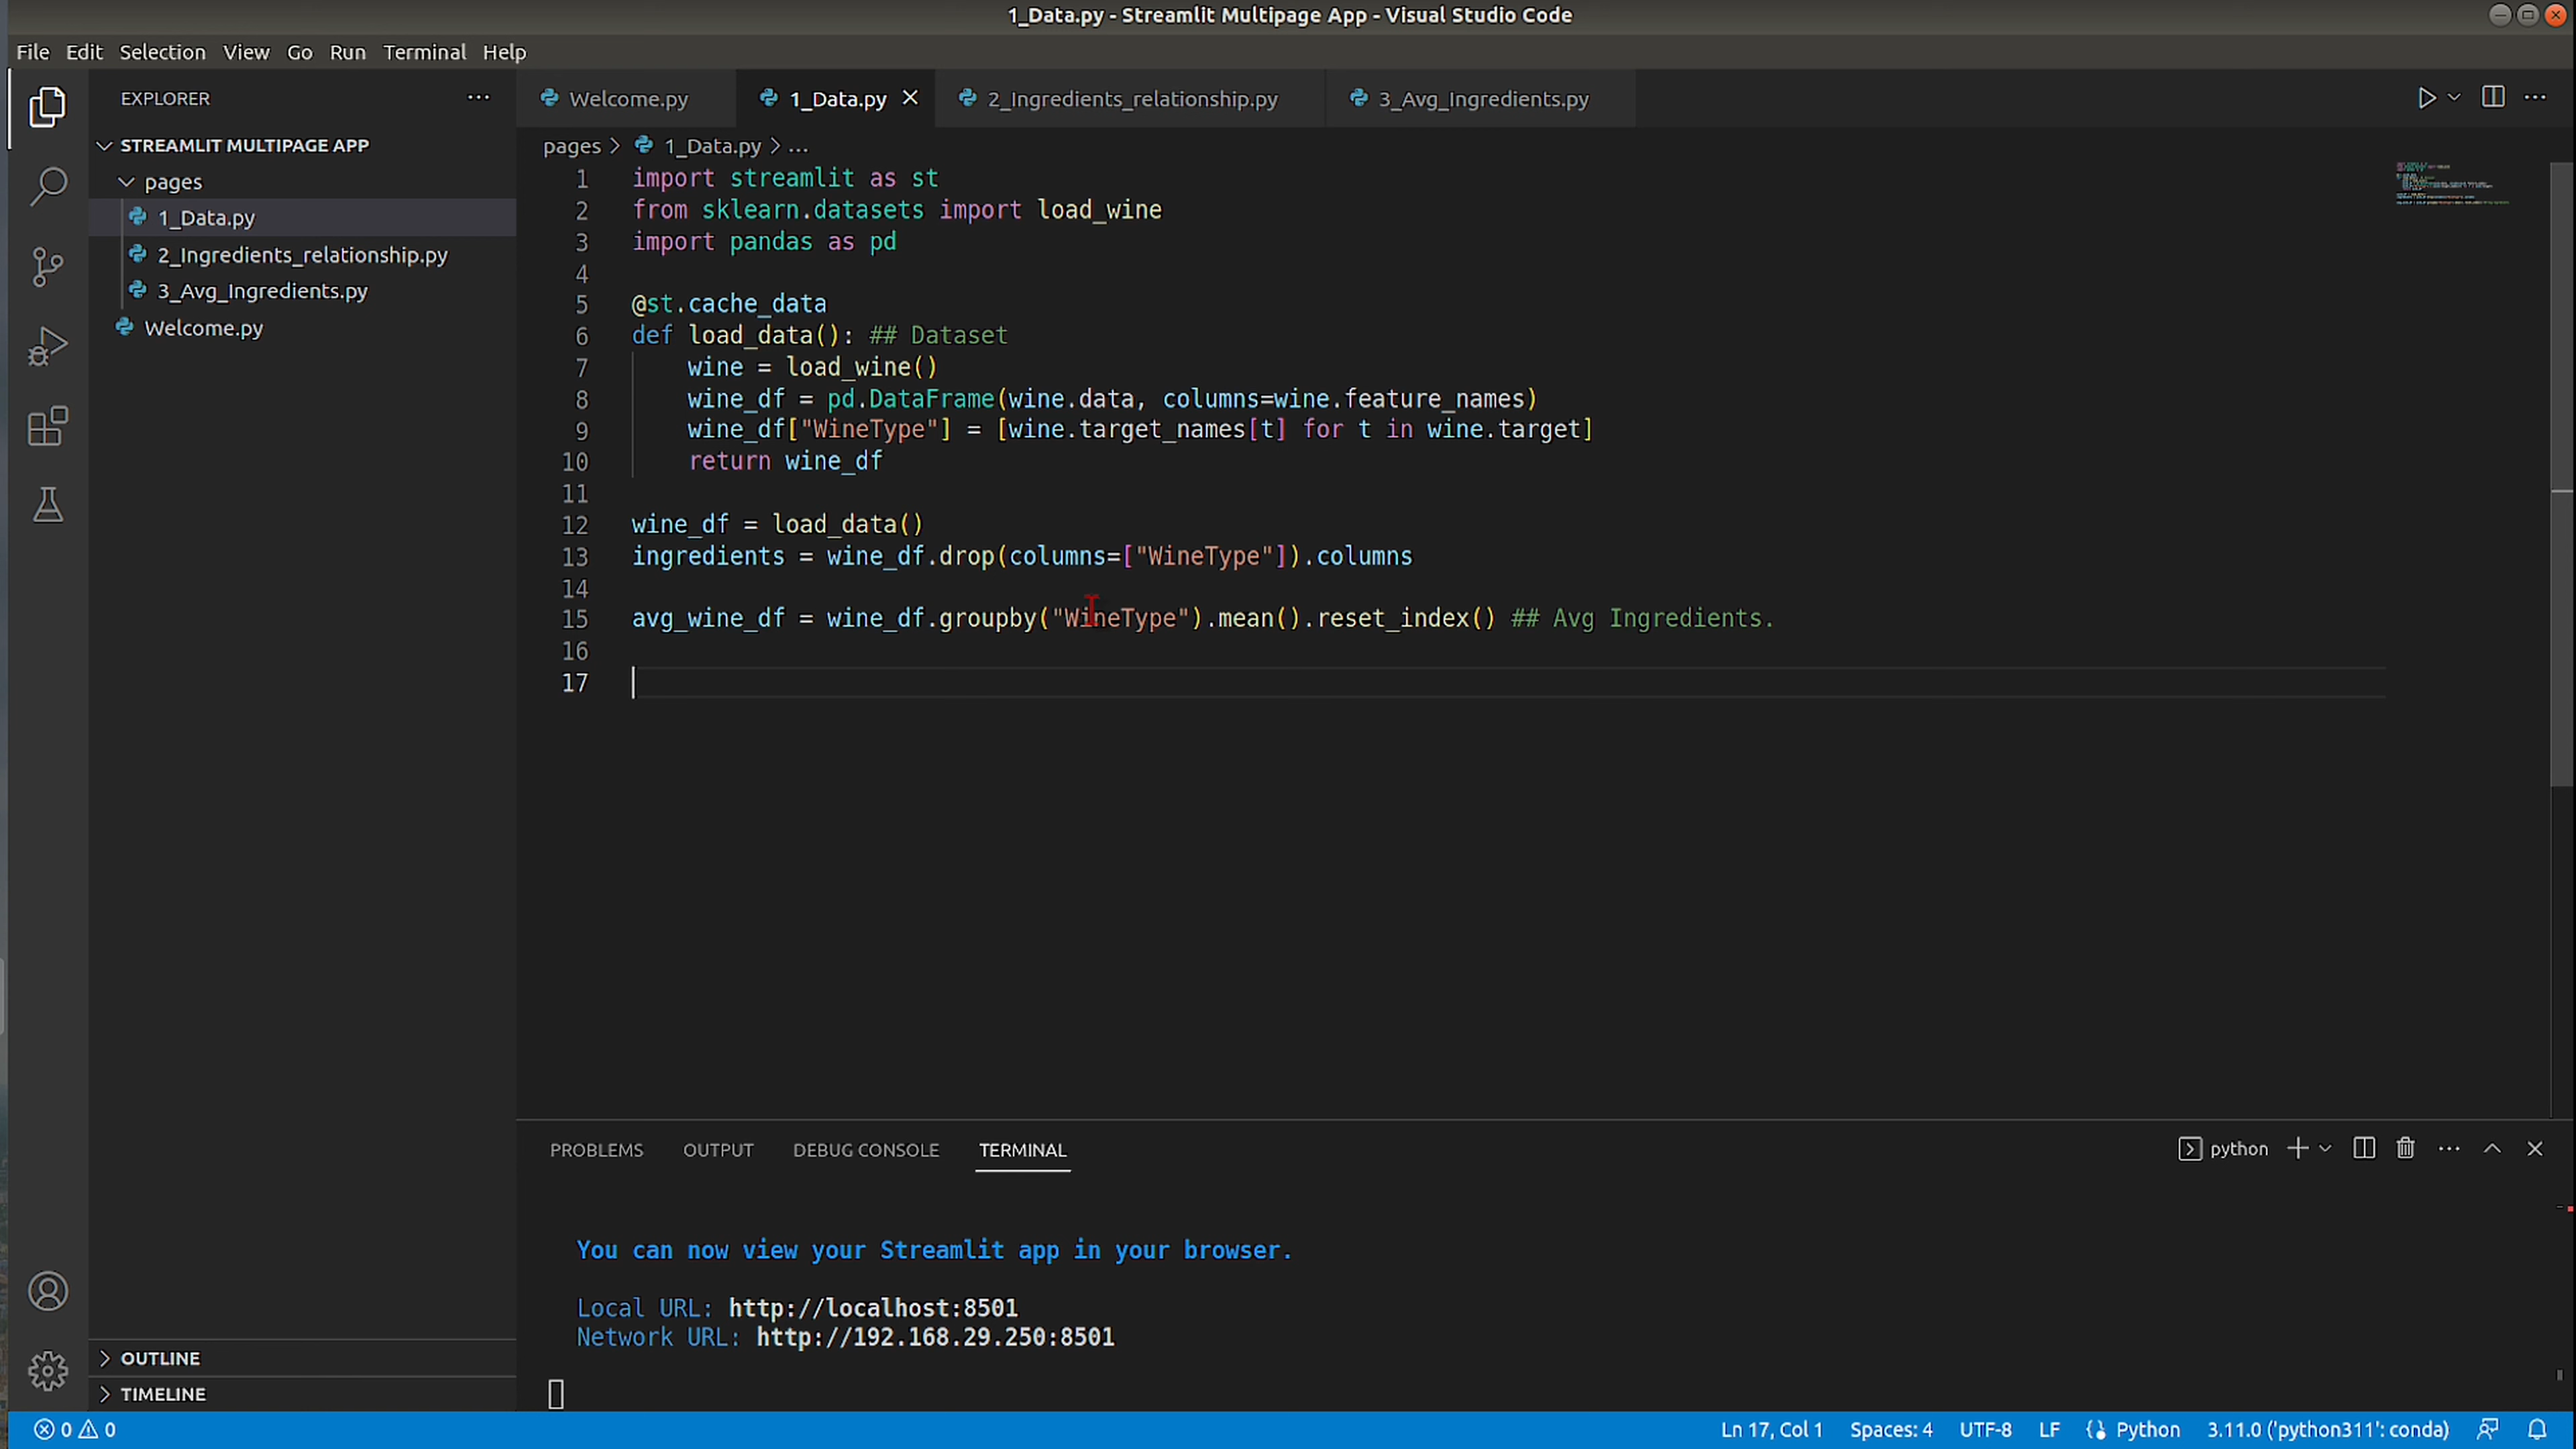 1_Data.py - Streamlit Multipage App - Visual Studio Code
File Edit Selection View Go Run Terminal Help
EXPLORER
STREAMLIT MULTIPAGE APP
pages
1_Data.py
2_Ingredients_relationship.py
3_Avg_Ingredients.py
Welcome.py
OUTLINE
TIMELINE
Welcome.py 1_Data.py 2_Ingredients_relationship.py 3_Avg_Ingredients.py
pages > 1_Data.py > ...
1 import streamlit as st
2 from sklearn.datasets import load_wine
3 import pandas as pd
4
5 @st.cache_data
6 def load_data(): ## Dataset
7     wine = load_wine()
8     wine_df = pd.DataFrame(wine.data, columns=wine.feature_names)
9     wine_df["WineType"] = [wine.target_names[t] for t in wine.target]
10     return wine_df
11
12 wine_df = load_data()
13 ingredients = wine_df.drop(columns=["WineType"]).columns
14
15 avg_wine_df = wine_df.groupby("WineType").mean().reset_index() ## Avg Ingredients.
16
17
PROBLEMS OUTPUT DEBUG CONSOLE TERMINAL
python
You can now view your Streamlit app in your browser.
Local URL: http://localhost:8501
Network URL: http://192.168.29.250:8501
0 0
Ln 17, Col 1 Spaces: 4 UTF-8 LF Python 3.11.0 ('python311': conda)